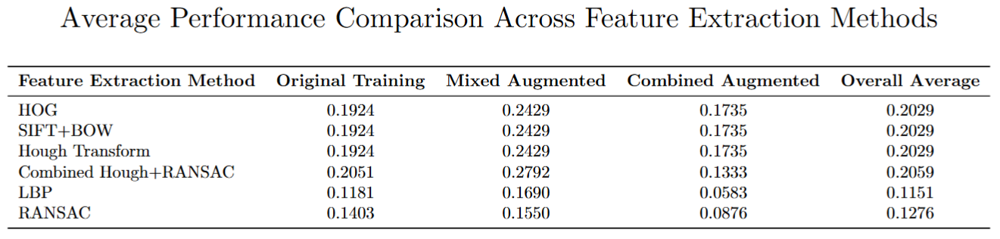 Average Performance Comparison Across Feature Extraction Methods
Feature Extraction Method Original Training Mixed Augmented Combined Augmented Overall Average
HOG 0.1924 0.2429 0.1735 0.2029
SIFT+BOW 0.1924 0.2429 0.1735 0.2029
Hough Transform 0.1924 0.2429 0.1735 0.2029
Combined Hough+RANSAC 0.2051 0.2792 0.1333 0.2059
LBP 0.1181 0.1690 0.0583 0.1151
RANSAC 0.1403 0.1550 0.0876 0.1276